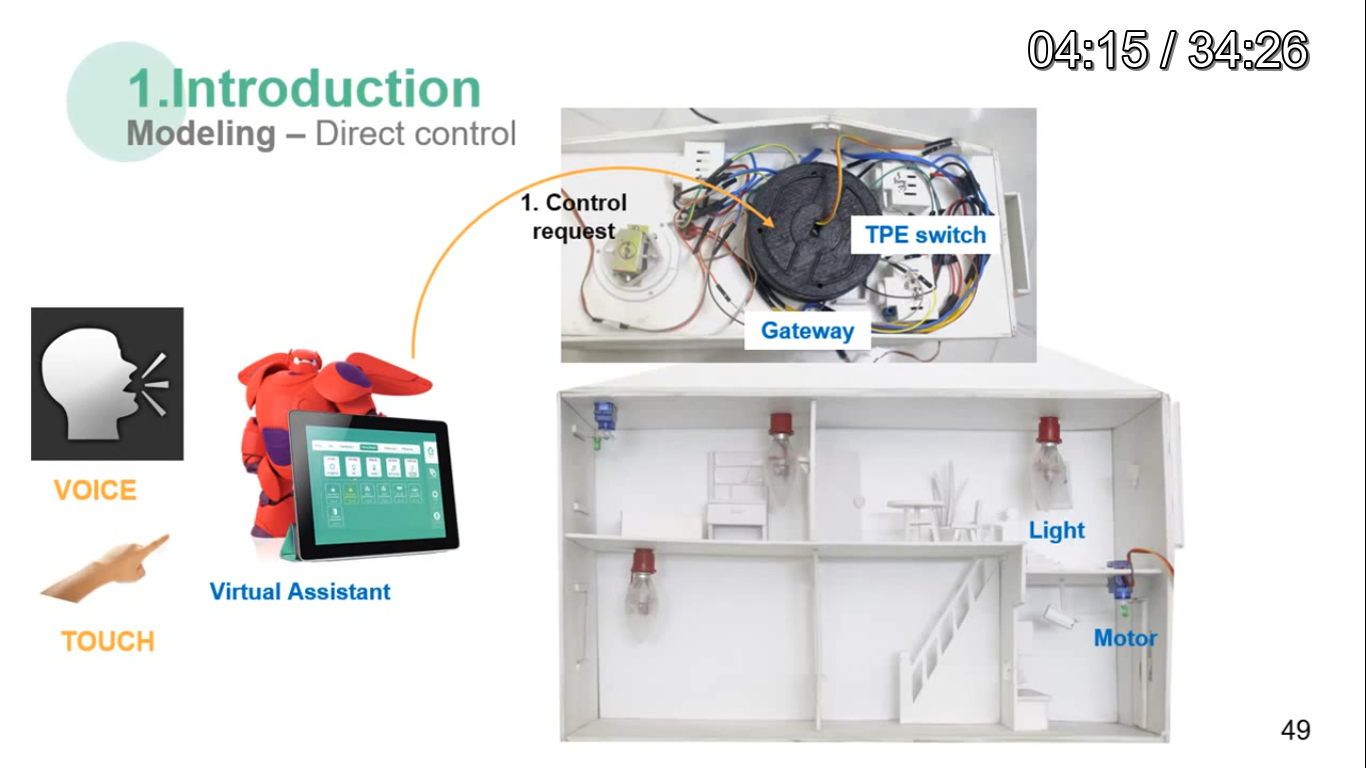 04:15 / 34:26
1.Introduction
Modeling – Direct control
1. Control
request
TPE switch
Gateway
VOICE
Light
Virtual Assistant
TOUCH
Motor
49